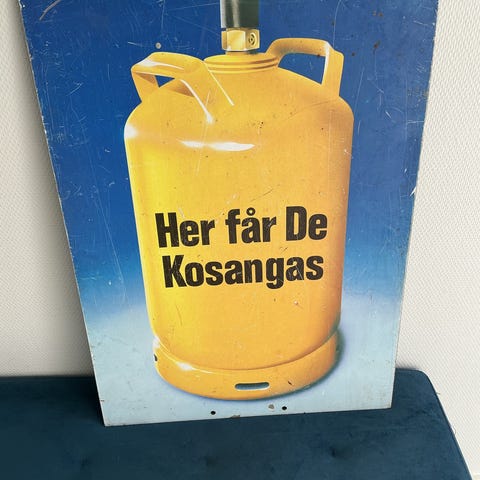 Her får De
Kosangas